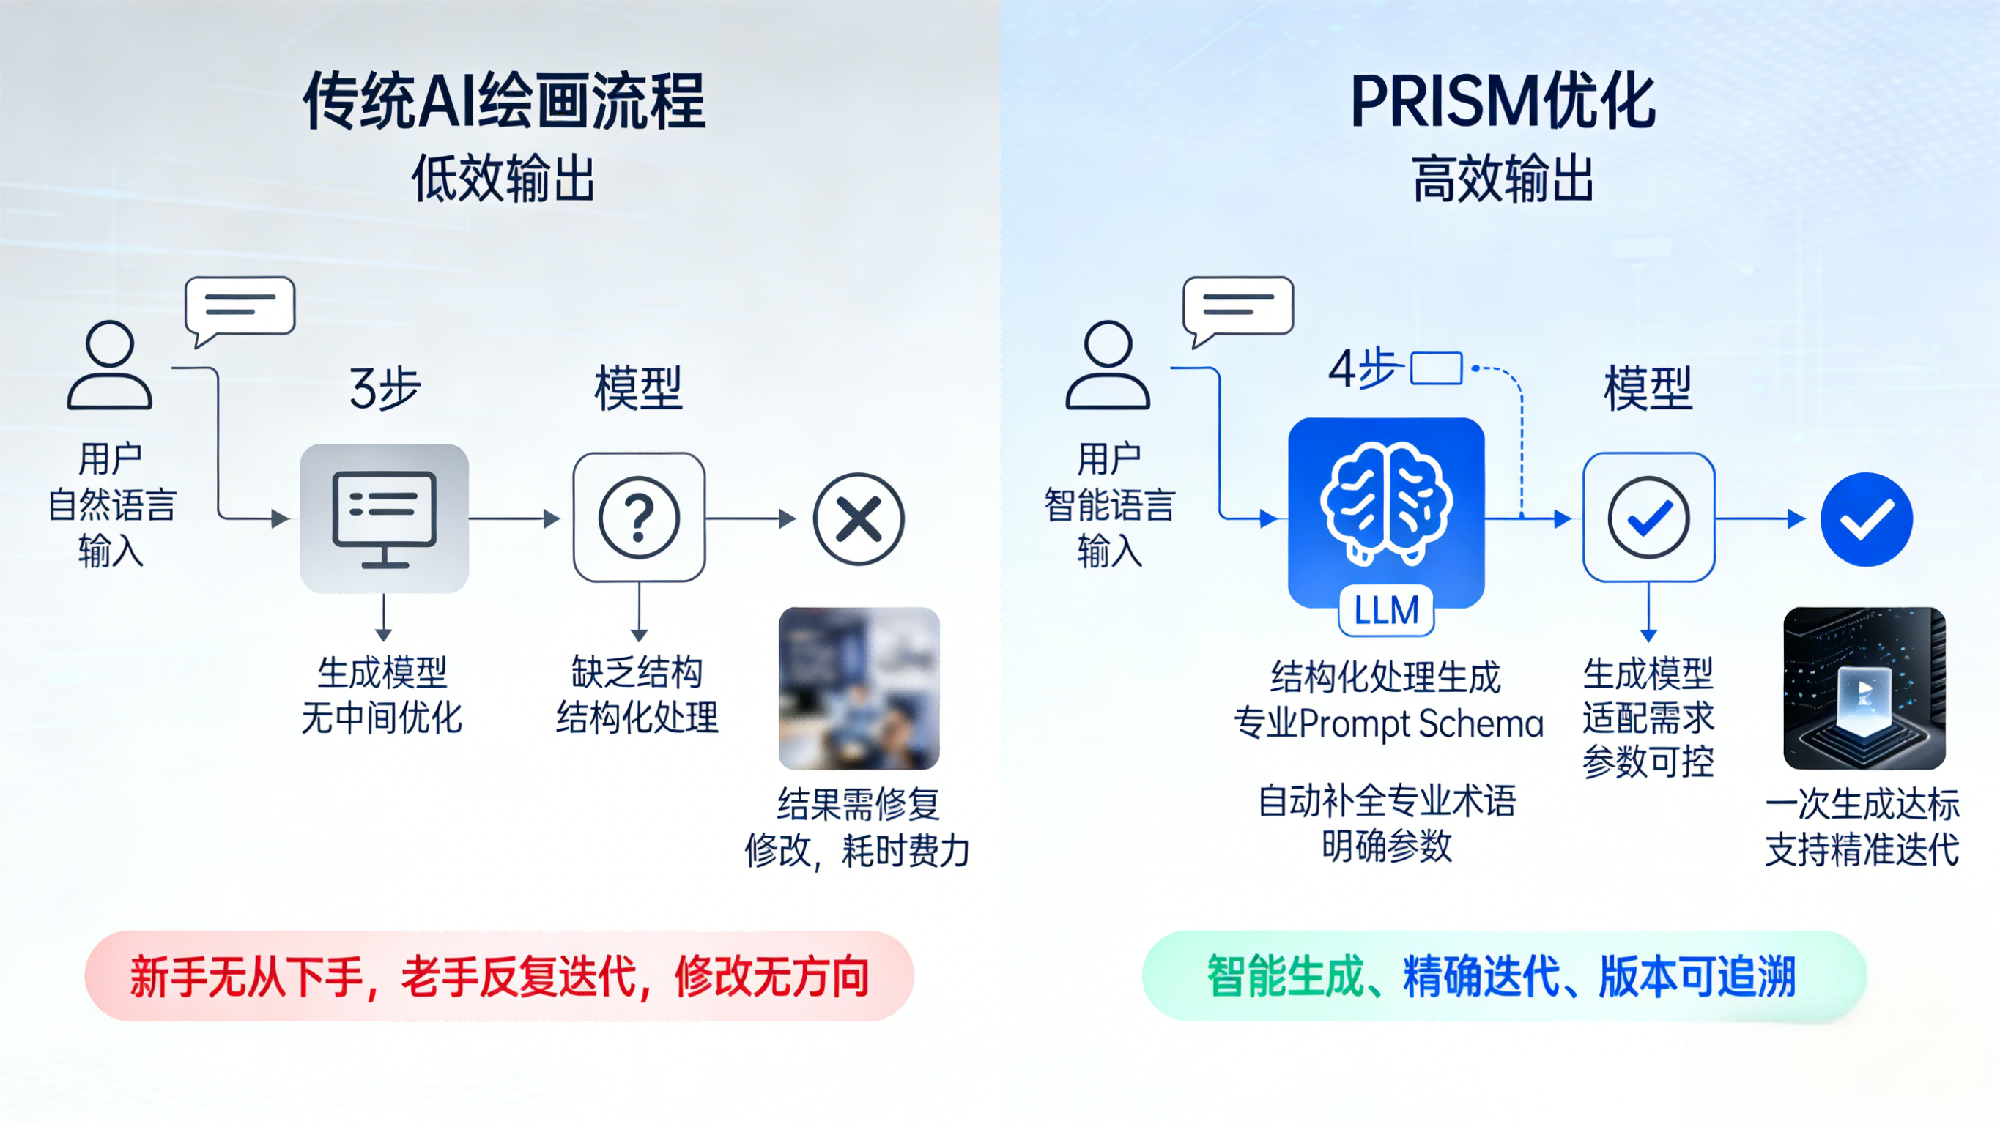 传统AI绘画流程
低效输出
3步
模型
用户
自然语言
输入
生成模型
无中间优化
缺乏结构
结构化处理
结果需修复
修改，耗时费力
新手无从下手，老手反复迭代，修改无方向
PRISM优化
高效输出
4步
模型
用户
智能语言
输入
LLM
结构化处理生成
专业Prompt Schema
自动补全专业术语
明确参数
生成模型
适配需求
参数可控
一次生成达标
支持精准迭代
智能生成、精确迭代、版本可追溯